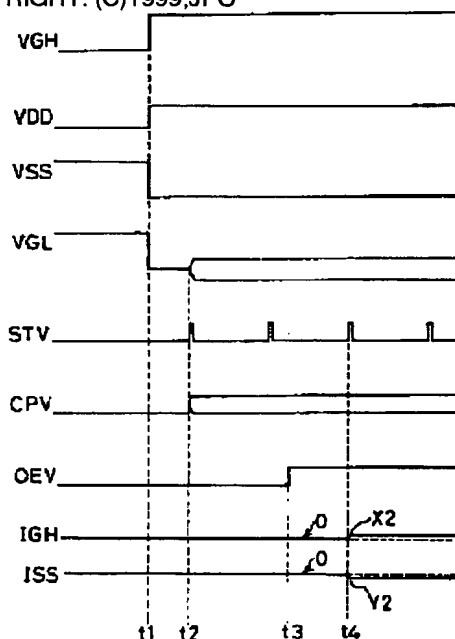 RIGHT: (C)1999,JPO
VGH
VDD
VSS
VGL
STV
CPV
OEV
IGH
0
X2
ISS
0
Y2
t1
t2
t3
t4